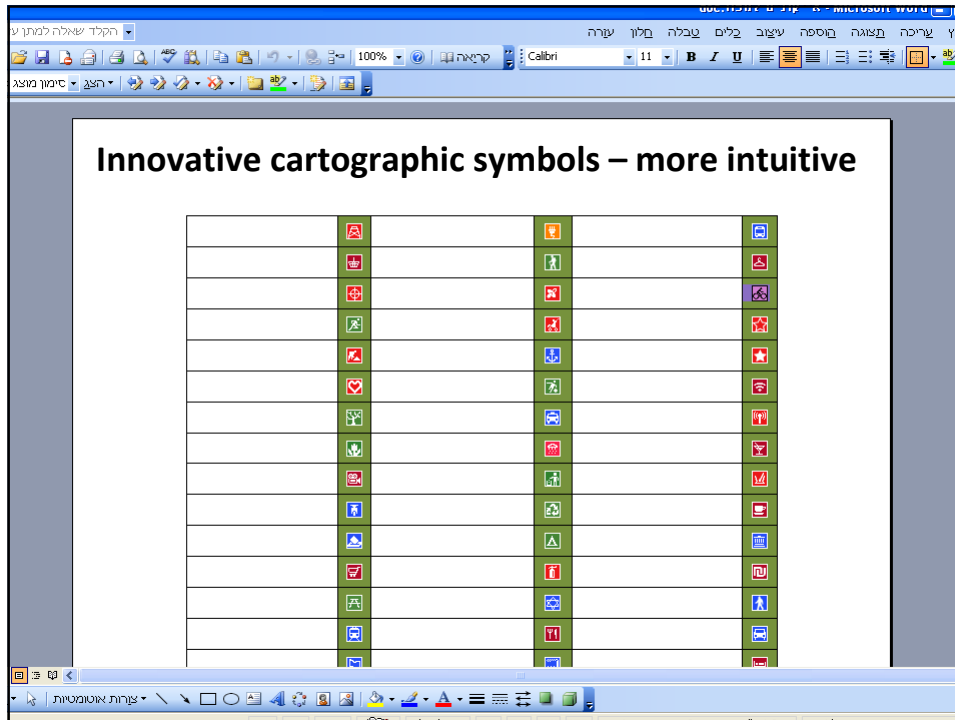 doc. - Microsoft Word
עריכה תצוגה הוספה עיצוב כלים טבלה חלון עזרה
הקלד שאלה למתן
Calibri 11 B I U
קריאה 100%
הצג סימון מוצג
Innovative cartographic symbols – more intuitive
צורות אוטומטיות